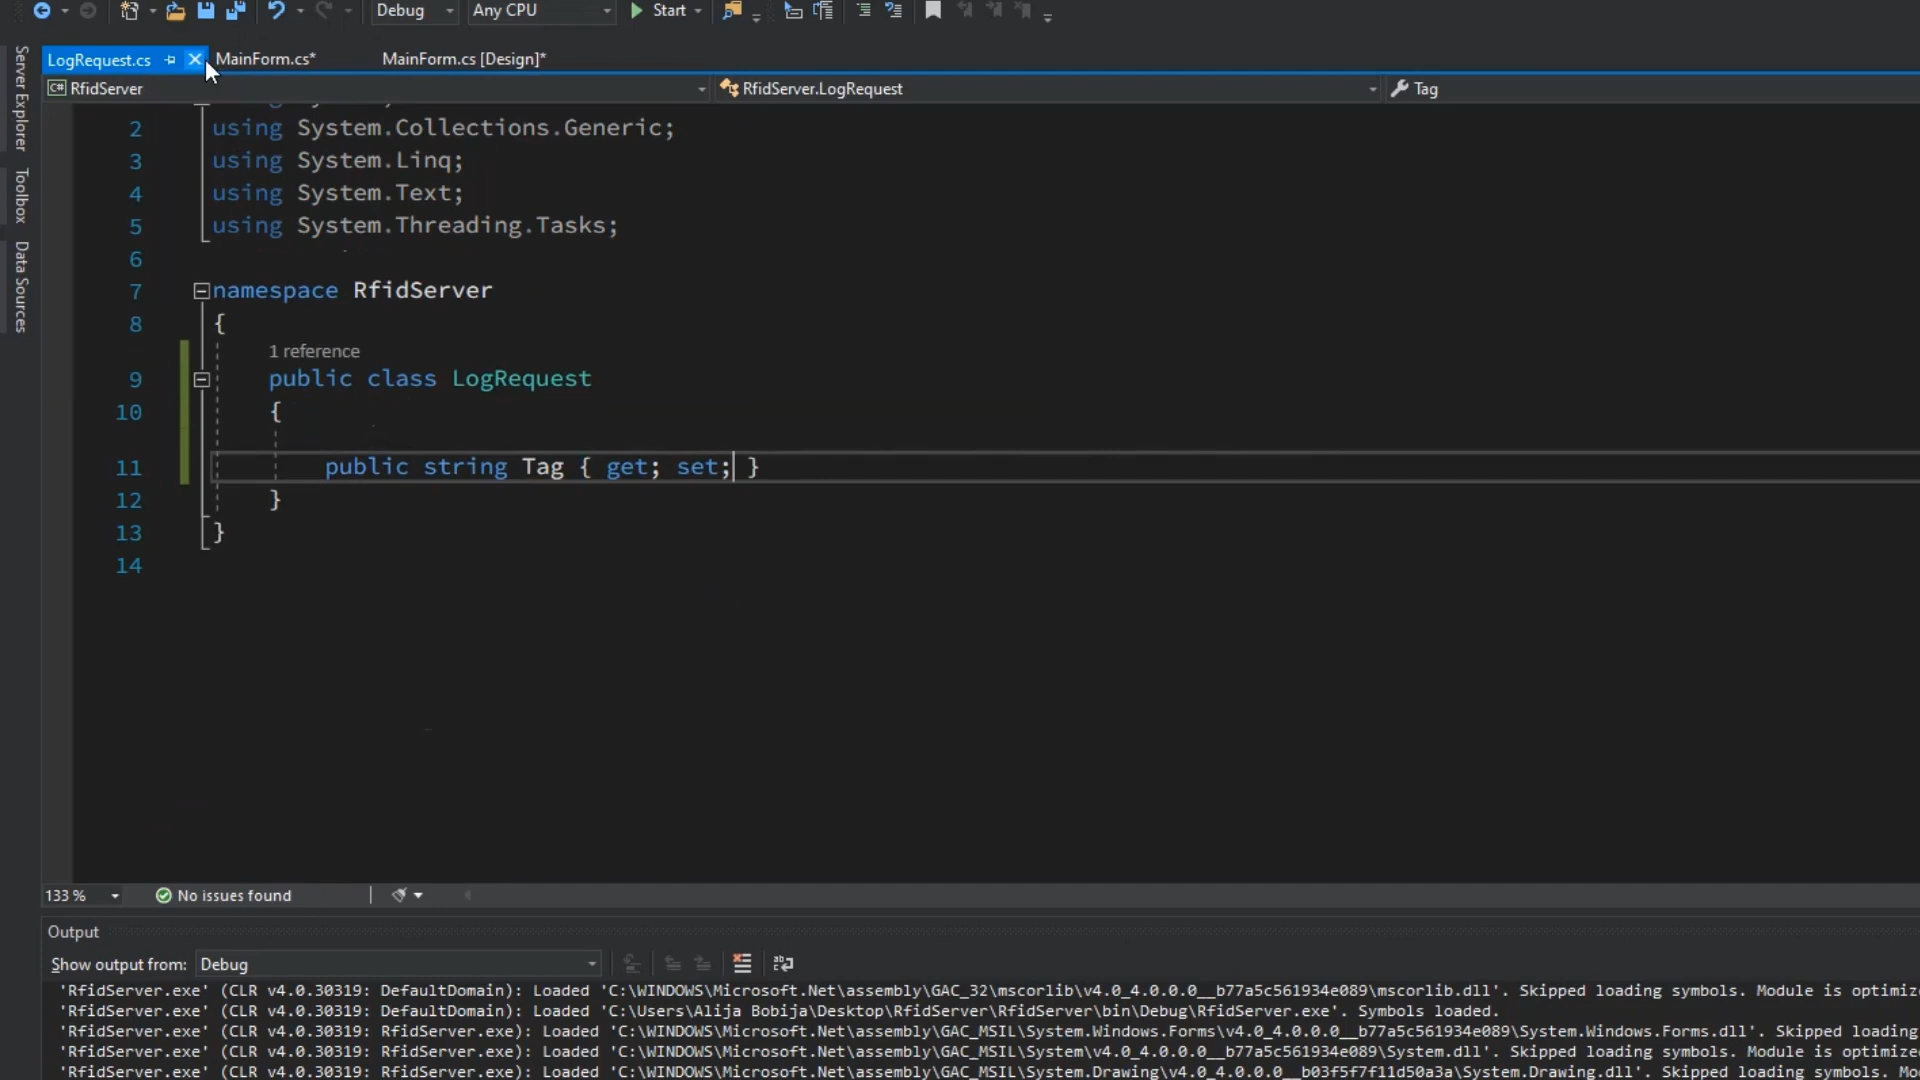 Debug
Any CPU
Start
LogRequest.cs
MainForm.cs*
MainForm.cs [Design]*
RfidServer
RfidServer.LogRequest
Tag
Server Explorer
Toolbox
Data Sources
2 using System.Collections.Generic;
3 using System.Linq;
4 using System.Text;
5 using System.Threading.Tasks;
6
7 namespace RfidServer
8 {
1 reference
9 public class LogRequest
10 {
11 public string Tag { get; set; }
12 }
13 }
14
133 %
No issues found
Output
Show output from: Debug
'RfidServer.exe' (CLR v4.0.30319: DefaultDomain): Loaded 'C:\WINDOWS\Microsoft.Net\assembly\GAC_32\mscorlib\v4.0_4.0.0.0__b77a5c561934e089\mscorlib.dll'. Skipped loading symbols. Module is optimize
'RfidServer.exe' (CLR v4.0.30319: DefaultDomain): Loaded 'C:\Users\Alija Bobija\Desktop\RfidServer\RfidServer\bin\Debug\RfidServer.exe'. Symbols loaded.
'RfidServer.exe' (CLR v4.0.30319: RfidServer.exe): Loaded 'C:\WINDOWS\Microsoft.Net\assembly\GAC_MSIL\System.Windows.Forms\v4.0_4.0.0.0__b77a5c561934e089\System.Windows.Forms.dll'. Skipped loading
'RfidServer.exe' (CLR v4.0.30319: RfidServer.exe): Loaded 'C:\WINDOWS\Microsoft.Net\assembly\GAC_MSIL\System\v4.0_4.0.0.0__b77a5c561934e089\System.dll'. Skipped loading symbols. Module is optimize
'RfidServer.exe' (CLR v4.0.30319: RfidServer.exe): Loaded 'C:\WINDOWS\Microsoft.Net\assembly\GAC_MSIL\System.Drawing\v4.0_4.0.0.0__b03f5f7f11d50a3a\System.Drawing.dll'. Skipped loading symbols. Mo